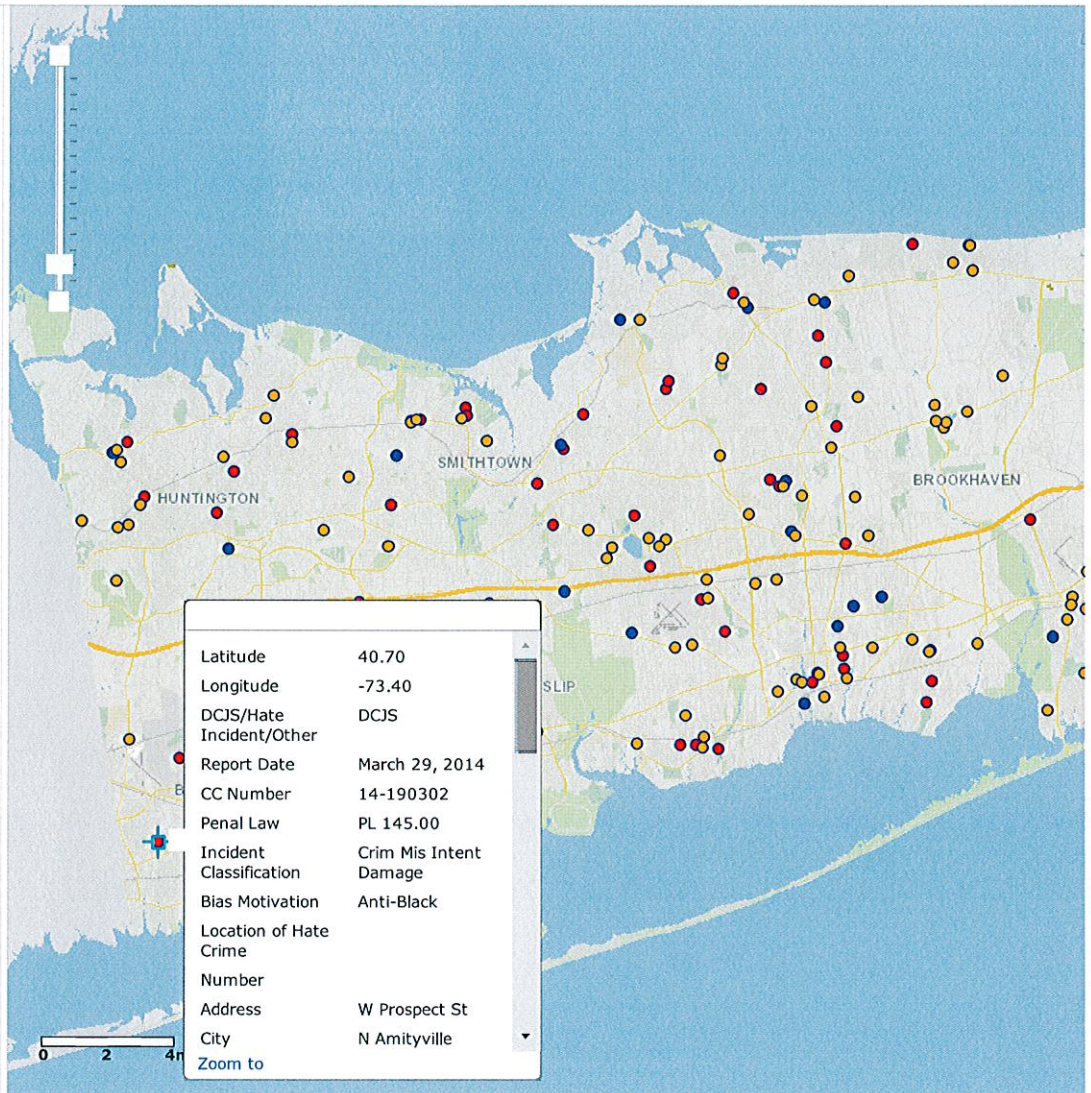 SMITHTOWN
BROOKHAVEN
HUNTINGTON
SLIP
B
Latitude 40.70
Longitude -73.40
DCJS/Hate DCJS
Incident/Other
Report Date March 29, 2014
CC Number 14-190302
Penal Law PL 145.00
Incident Crim Mis Intent
Classification Damage
Bias Motivation Anti-Black
Location of Hate
Crime
Number
Address W Prospect St
City N Amityville
Zoom to
0 2 4m